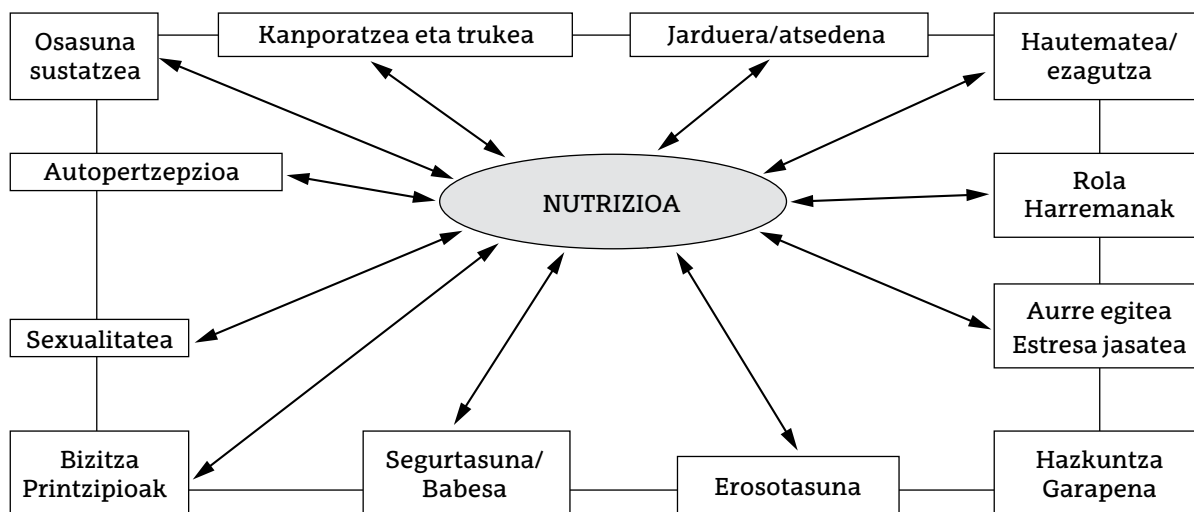 Osasuna
sustatzea
Kanporatzea eta trukea
Jarduera/atsedena
Hautematea/
ezagutza
Autopertzepzioa
NUTRIZIOA
Rola
Harremanak
Sexualitatea
Aurre egitea
Estresa jasatea
Bizitza
Printzipioak
Segurtasuna/
Babesa
Erosotasuna
Hazkuntza
Garapena